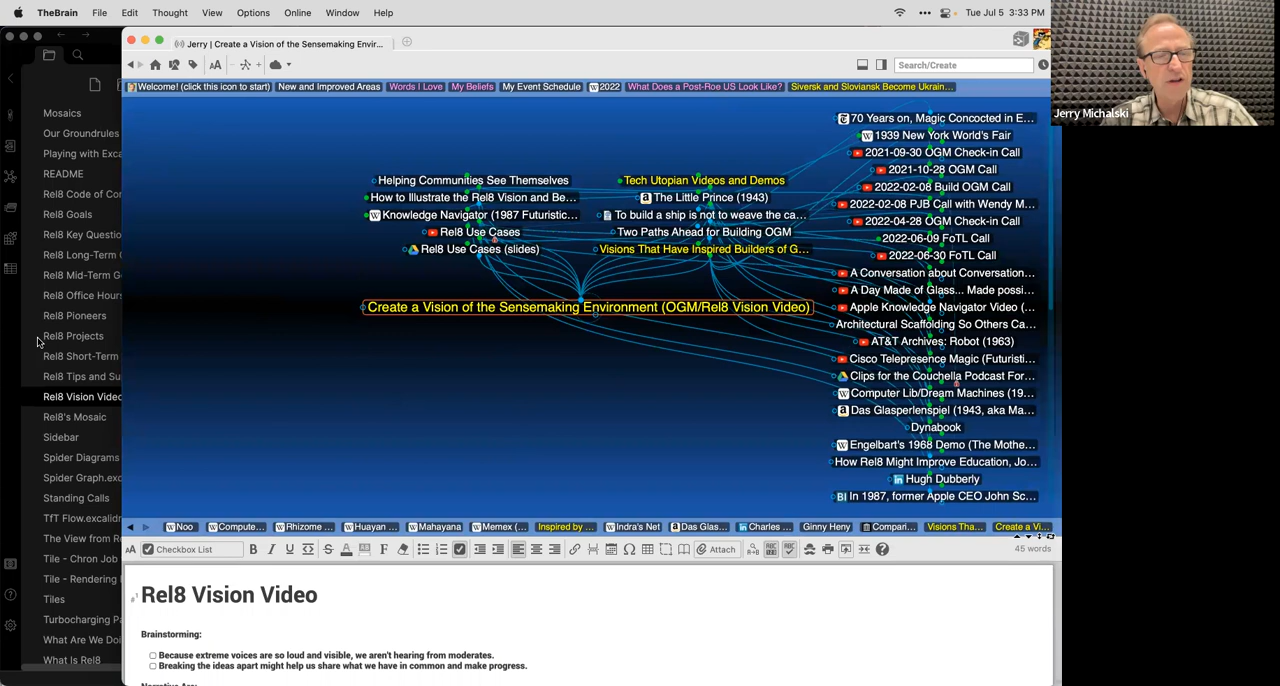 TheBrain File Edit Thought View Options Online Window Help
Tue Jul 5 3:33 PM
Jerry | Create a Vision of the Sensemaking Envir...
Search/Create
Welcome! (click this icon to start) New and Improved Areas Words I Love My Beliefs My Event Schedule 2022 What Does a Post-Roe US Look Like? Siversk and Sloviansk Become Ukrain...
Jerry Michalski
Mosaics
Our Groundrules
Playing with Exca
README
Rel8 Code of Con
Rel8 Goals
Rel8 Key Questio
Rel8 Long-Term G
Rel8 Mid-Term G
Rel8 Office Hours
Rel8 Pioneers
Rel8 Projects
Rel8 Short-Term
Rel8 Tips and Su
Rel8 Vision Video
Rel8's Mosaic
Sidebar
Spider Diagrams
Spider Graph.exc
Standing Calls
TfT Flow.excalidr
The View from R
Tile - Chron Job
Tile - Rendering
Tiles
Turbocharging Pa
What Are We Doi
What Is Rel8
Helping Communities See Themselves
How to Illustrate the Rel8 Vision and Be...
Knowledge Navigator (1987 Futuristic...
Rel8 Use Cases
Rel8 Use Cases (slides)
Tech Utopian Videos and Demos
The Little Prince (1943)
To build a ship is not to weave the ca...
Two Paths Ahead for Building OGM
Visions That Have Inspired Builders of G...
Create a Vision of the Sensemaking Environment (OGM/Rel8 Vision Video)
70 Years on, Magic Concocted in E...
1939 New York World's Fair
2021-09-30 OGM Check-in Call
2021-10-28 OGM Call
2022-02-08 Build OGM Call
2022-02-08 PJB Call with Wendy M...
2022-04-28 OGM Check-in Call
2022-06-09 FoTL Call
2022-06-30 FoTL Call
A Conversation about Conversation...
A Day Made of Glass... Made possi...
Apple Knowledge Navigator Video (...
Architectural Scaffolding So Others Ca...
AT&T Archives: Robot (1963)
Cisco Telepresence Magic (Futuristi...
Clips for the Couchella Podcast For...
Computer Lib/Dream Machines (19...
Das Glasperlenspiel (1943, aka Ma...
Dynabook
Engelbart's 1968 Demo (The Mothe...
How Rel8 Might Improve Education, Jo...
Hugh Dubberly
In 1987, former Apple CEO John Sc...
Noo Compute... Rhizome ... Huayan ... Mahayana Memex (... Inspired by ... Indra's Net Das Glas... Charles ... Ginny Heny Compari... Visions Tha... Create a Vi...
Checkbox List B I U S A F Attach 45 words
Rel8 Vision Video
Brainstorming:
Because extreme voices are so loud and visible, we aren't hearing from moderates.
Breaking the ideas apart might help us share what we have in common and make progress.